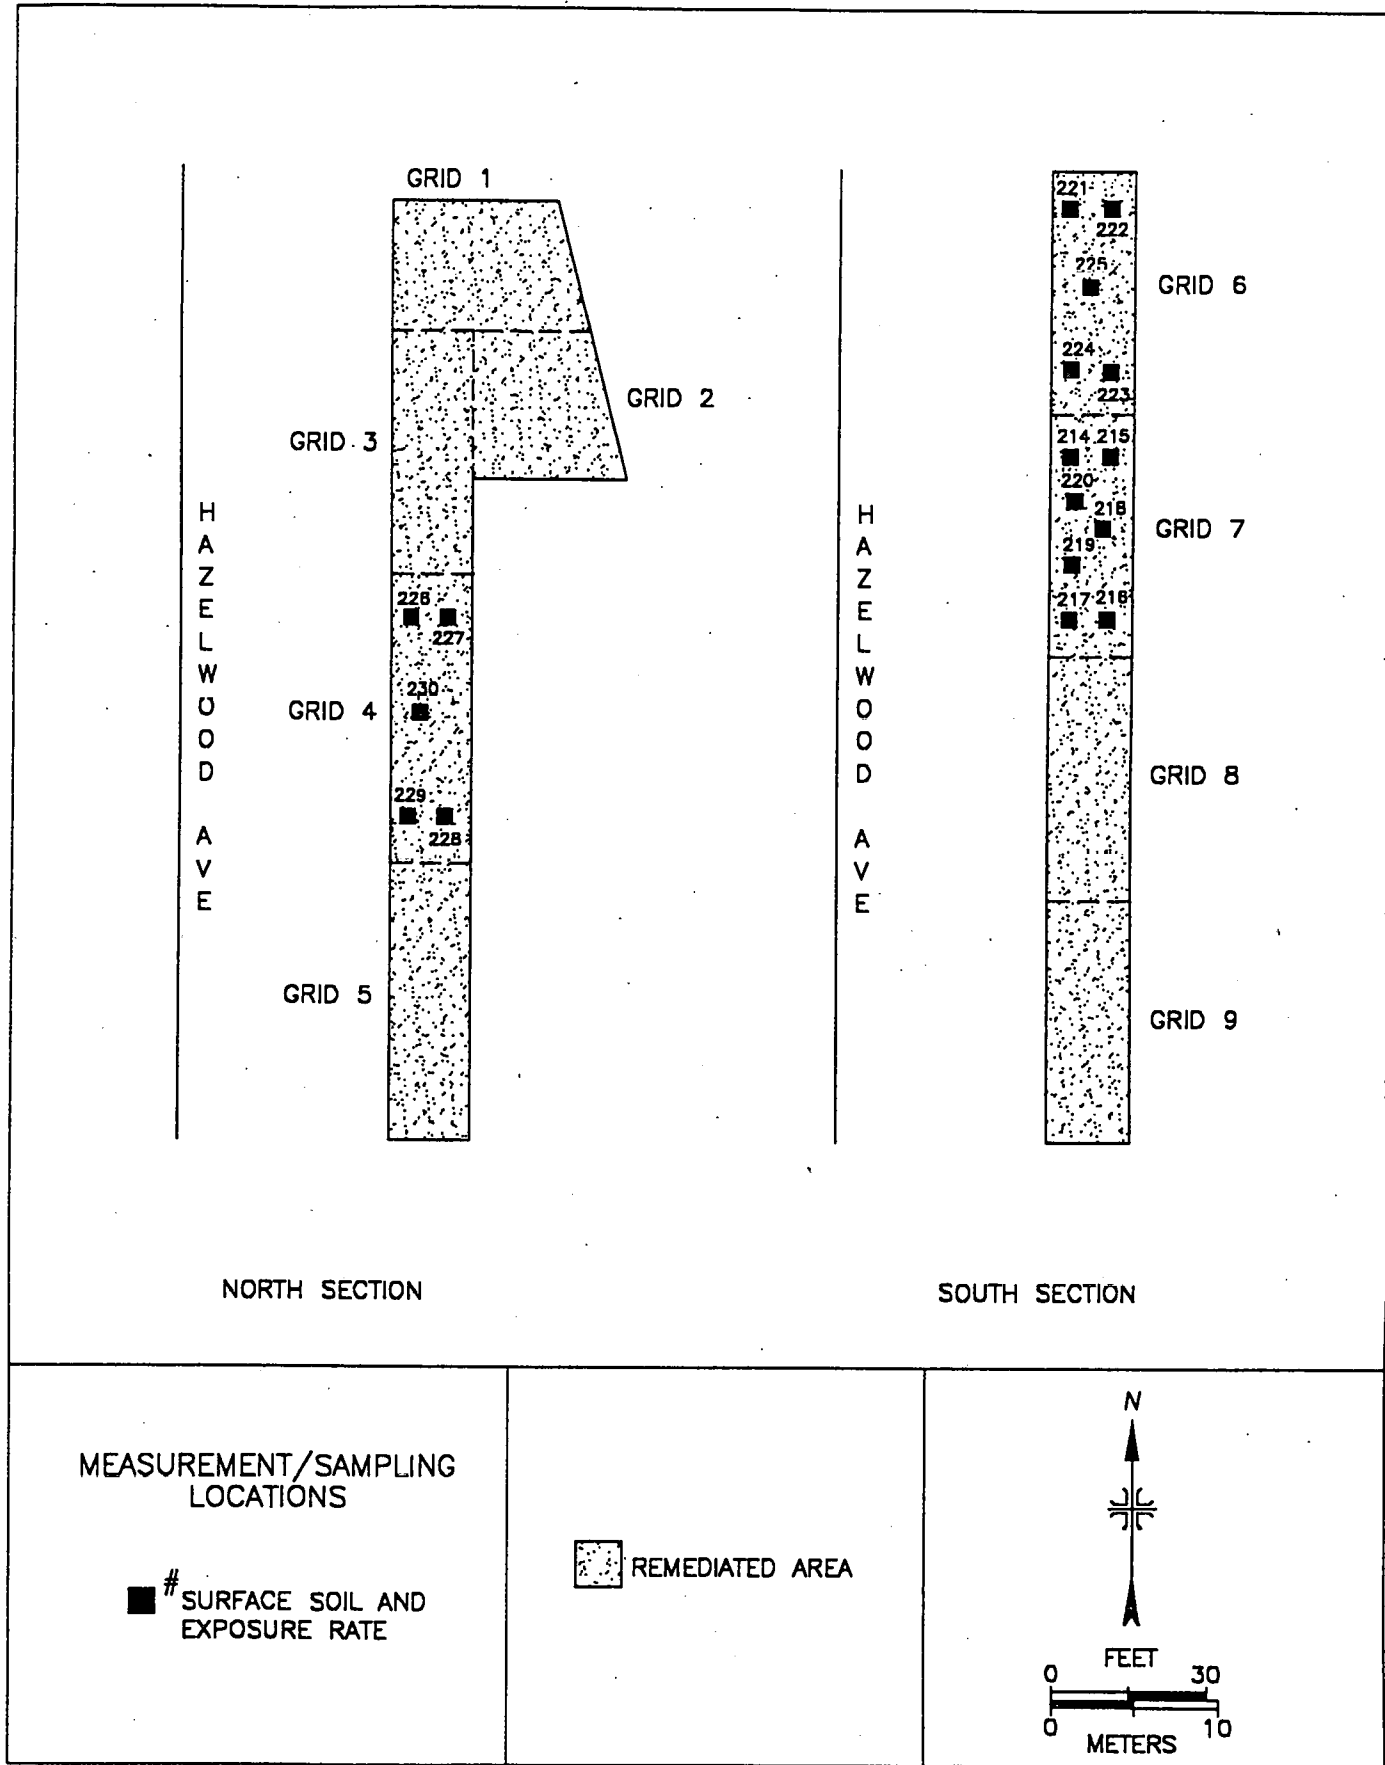 GRID 1
GRID 2
GRID 3
226
227
230
GRID 4
229
228
GRID 5
HAZELWOOD AVE
NORTH SECTION
221
222
225
GRID 6
224
223
214 215
220
218
GRID 7
219
217 216
GRID 8
GRID 9
HAZELWOOD AVE
SOUTH SECTION
MEASUREMENT/SAMPLING
LOCATIONS
#
SURFACE SOIL AND
EXPOSURE RATE
REMEDIATED AREA
N
FEET
0 30
0 10
METERS